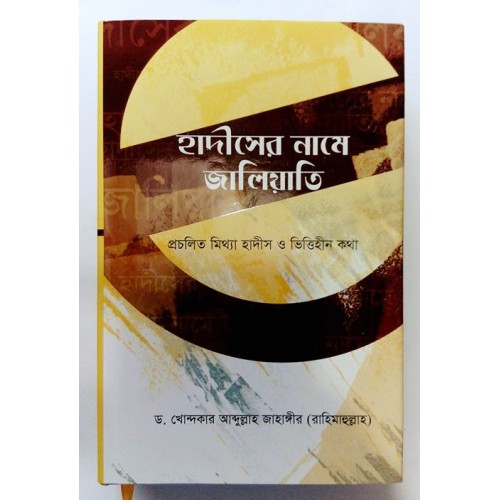 হাদীসের নামে
জালিয়াতি
প্রচলিত মিথ্যা হাদীস ও ভিত্তিহীন কথা
ড. খোন্দকার আব্দুল্লাহ জাহাঙ্গীর (রাহিমাহুল্লাহ)